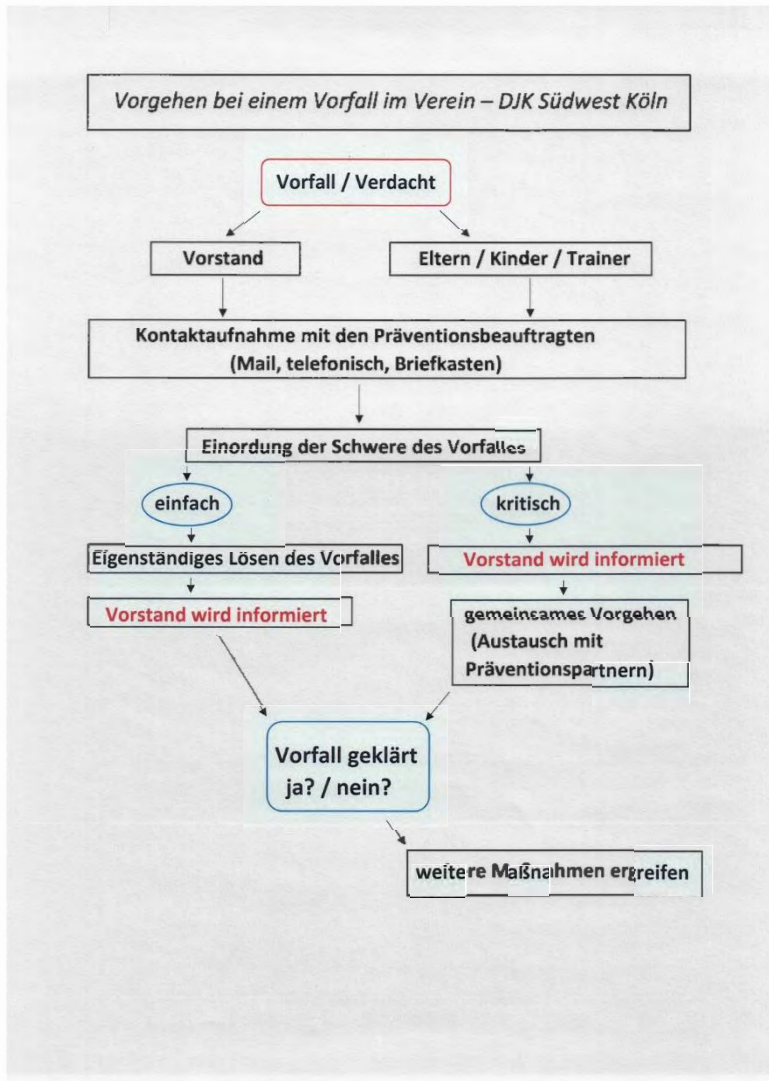 Vorgehen bei einem Vorfall im Verein – DJK Südwest Köln
Vorfall / Verdacht
Vorstand
Eltern / Kinder / Trainer
Kontaktaufnahme mit den Präventionsbeauftragten
(Mail, telefonisch, Briefkasten)
Einordung der Schwere des Vorfalles
einfach
kritisch
Eigenständiges Lösen des Vorfalles
Vorstand wird informiert
Vorstand wird informiert
gemeinsames Vorgehen
(Austausch mit
Präventionspartnern)
Vorfall geklärt
ja? / nein?
weitere Maßnahmen ergreifen